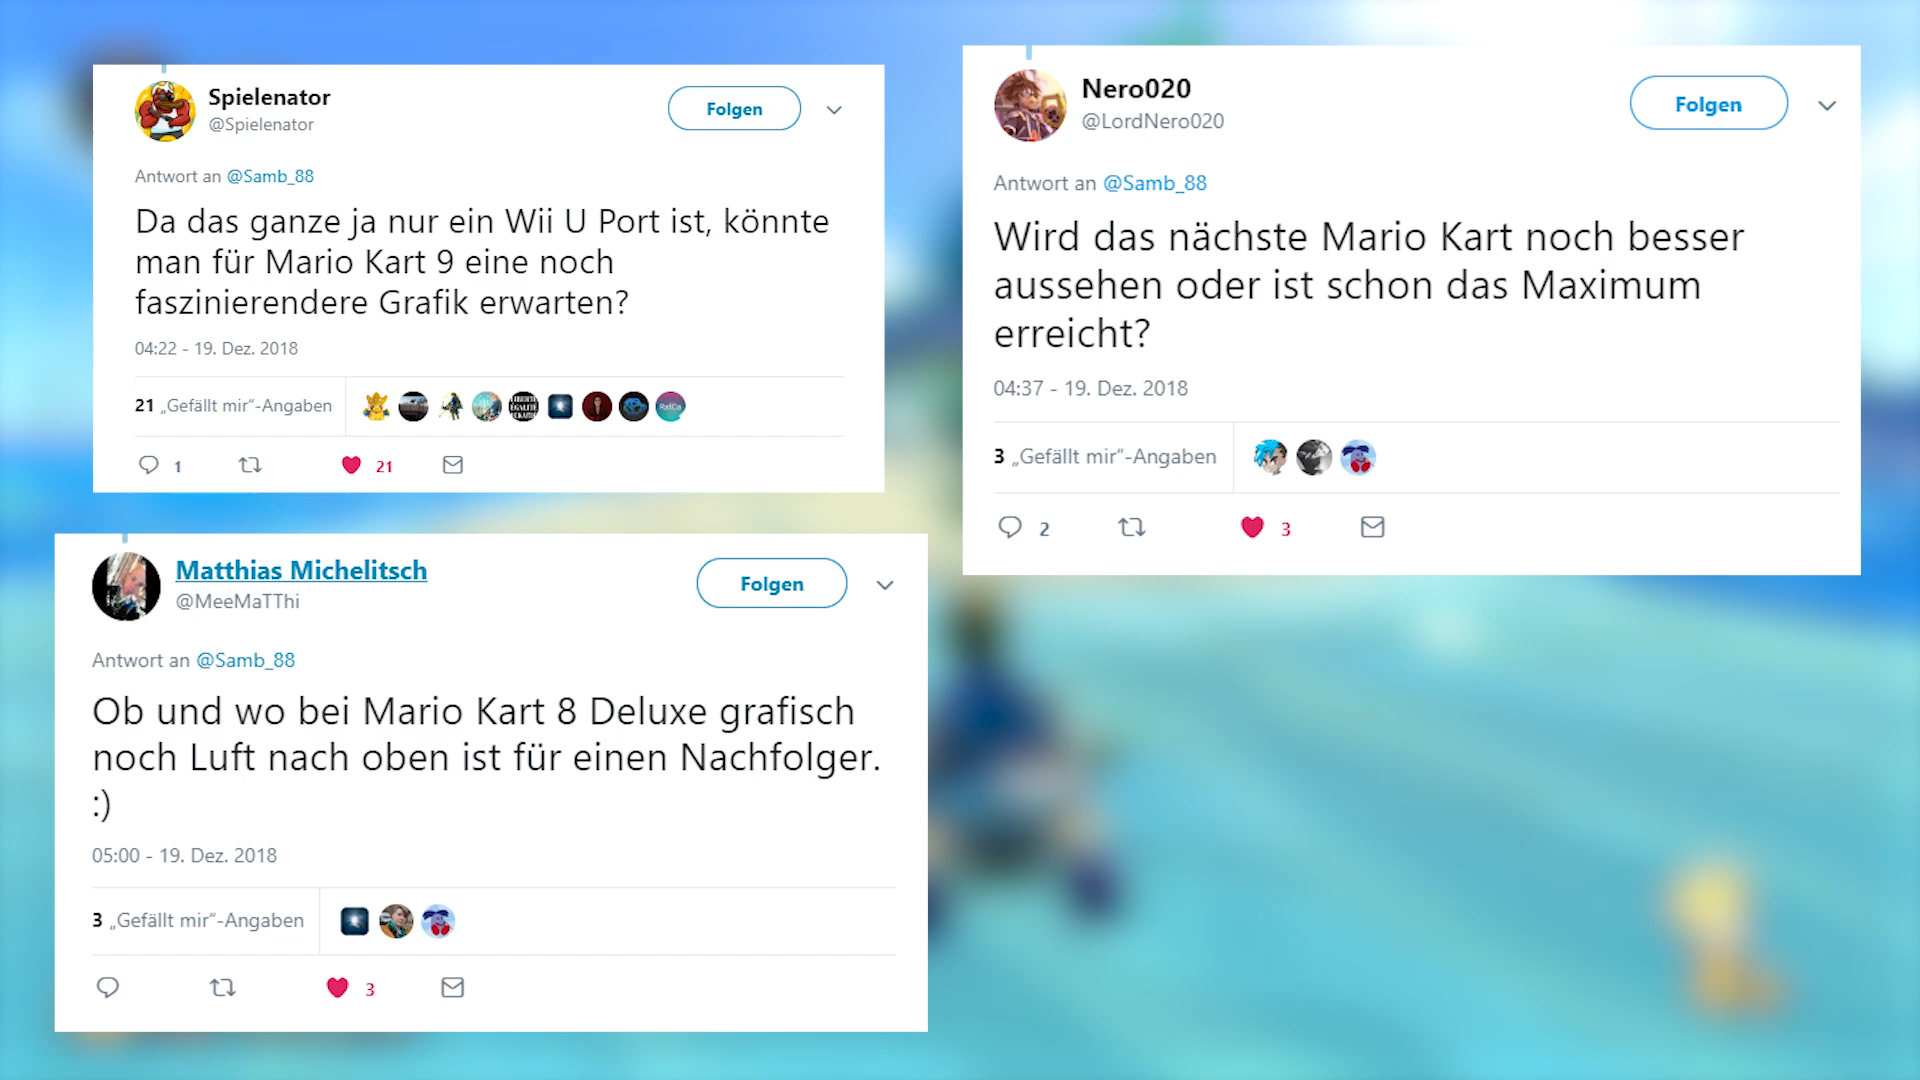 Spielenator
@Spielenator
Folgen
Antwort an @Samb_88
Da das ganze ja nur ein Wii U Port ist, könnte
man für Mario Kart 9 eine noch
faszinierendere Grafik erwarten?
04:22 - 19. Dez. 2018
21 „Gefällt mir“-Angaben
1
21
Nero020
@LordNero020
Folgen
Antwort an @Samb_88
Wird das nächste Mario Kart noch besser
aussehen oder ist schon das Maximum
erreicht?
04:37 - 19. Dez. 2018
3 „Gefällt mir“-Angaben
2
3
Matthias Michelitsch
@MeeMaTThi
Folgen
Antwort an @Samb_88
Ob und wo bei Mario Kart 8 Deluxe grafisch
noch Luft nach oben ist für einen Nachfolger.
:)
05:00 - 19. Dez. 2018
3 „Gefällt mir“-Angaben
3